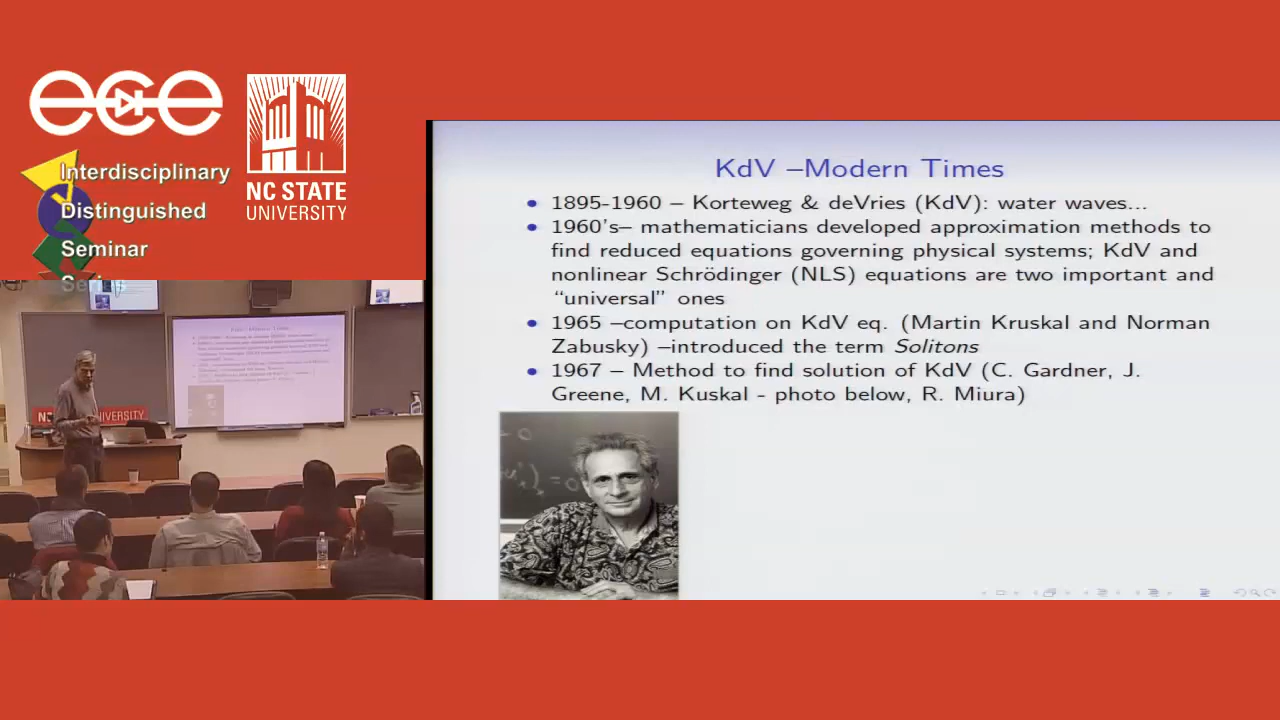 ece
Interdisciplinary
Distinguished
Seminar
Series
NC STATE
UNIVERSITY
KdV –Modern Times
• 1895-1960 – Korteweg & deVries (KdV): water waves...
• 1960's– mathematicians developed approximation methods to
find reduced equations governing physical systems; KdV and
nonlinear Schrödinger (NLS) equations are two important and
“universal” ones
• 1965 –computation on KdV eq. (Martin Kruskal and Norman
Zabusky) –introduced the term Solitons
• 1967 – Method to find solution of KdV (C. Gardner, J.
Greene, M. Kuskal - photo below, R. Miura)